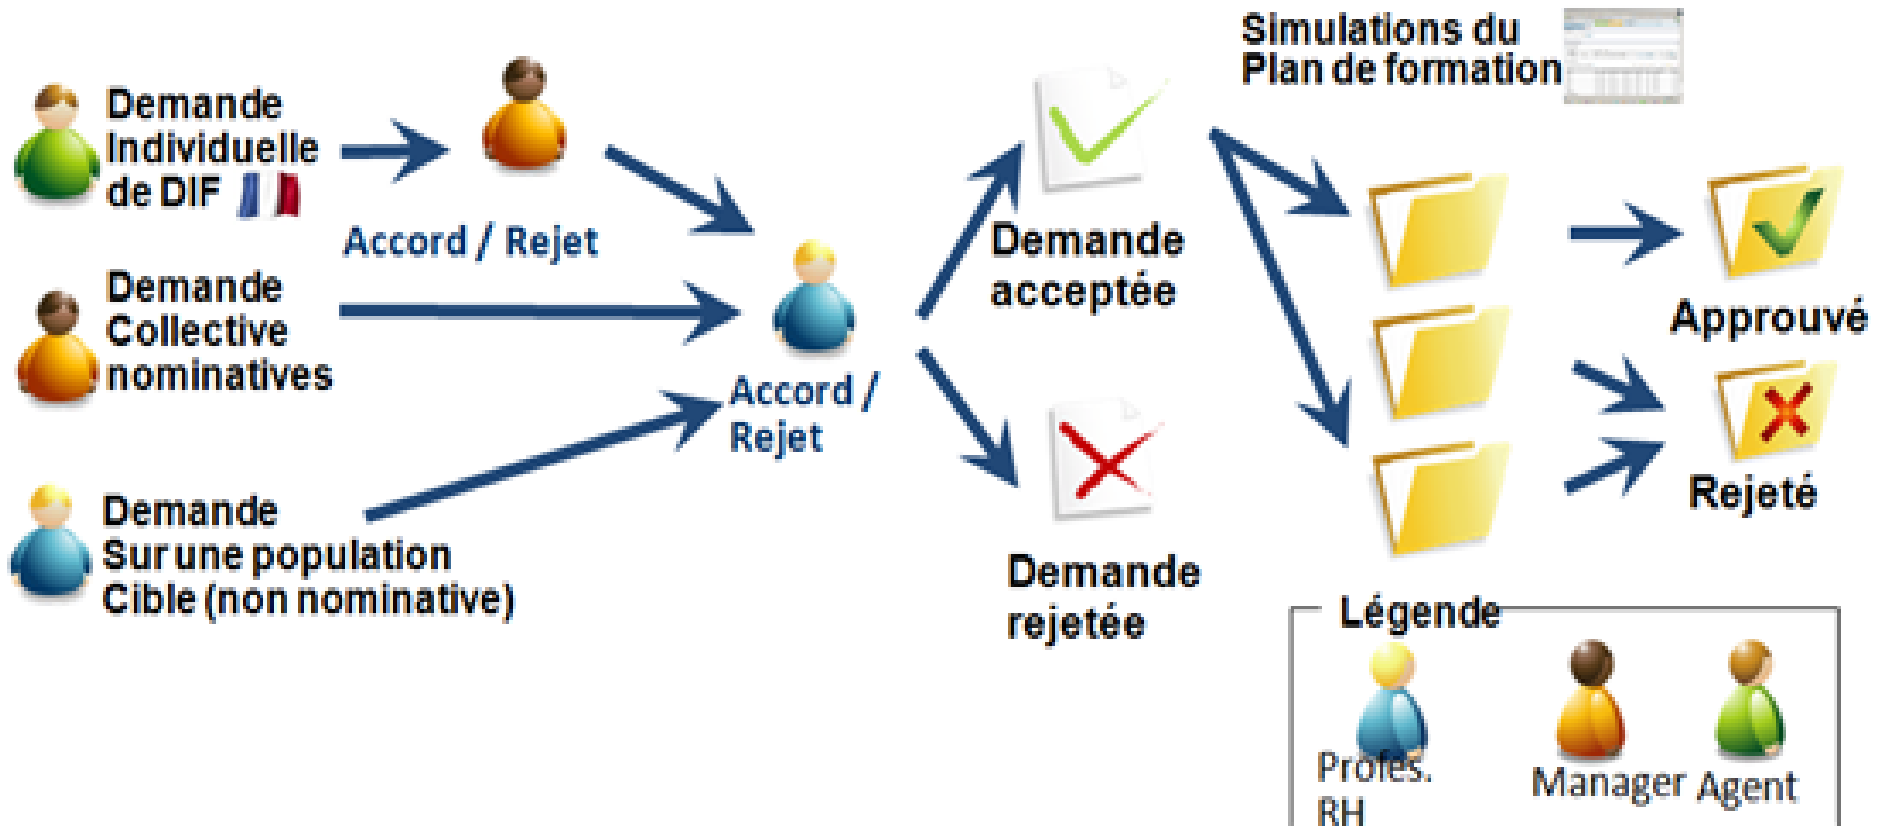 Demande
Individuelle
de DIF
Accord / Rejet
Demande
Collective
nominatives
Demande
Sur une population
Cible (non nominative)
Accord /
Rejet
Demande
acceptée
Demande
rejetée
Simulations du
Plan de formation
Approuvé
Rejeté
Légende
Profes.
RH
Manager
Agent